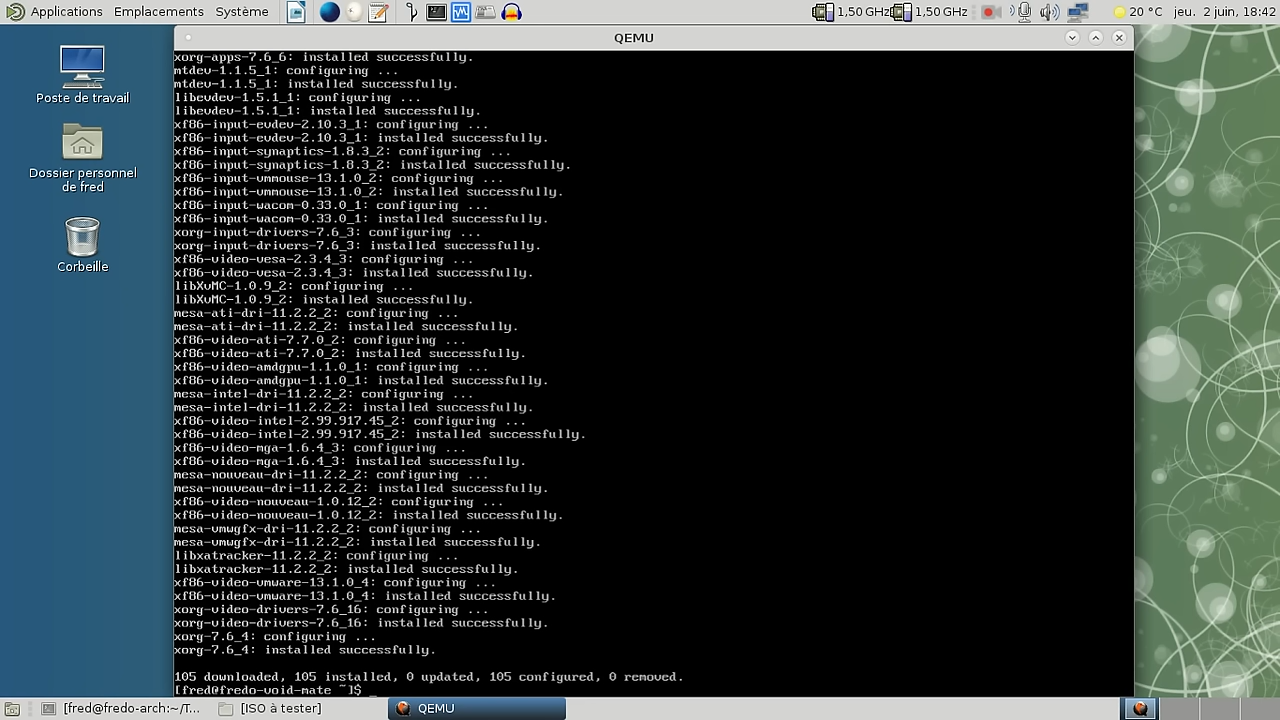 Applications Emplacements Système 1,50 GHz 1,50 GHz 20 °C jeu. 2 juin, 18:42
QEMU
Poste de travail
Dossier personnel
de fred
Corbeille
xorg-apps-7.6_6: installed successfully.
mtdev-1.1.5_1: configuring ...
mtdev-1.1.5_1: installed successfully.
libevdev-1.5.1_1: configuring ...
libevdev-1.5.1_1: installed successfully.
xf86-input-evdev-2.10.3_1: configuring ...
xf86-input-evdev-2.10.3_1: installed successfully.
xf86-input-synaptics-1.8.3_2: configuring ...
xf86-input-synaptics-1.8.3_2: installed successfully.
xf86-input-vmmouse-13.1.0_2: configuring ...
xf86-input-vmmouse-13.1.0_2: installed successfully.
xf86-input-wacom-0.33.0_1: configuring ...
xf86-input-wacom-0.33.0_1: installed successfully.
xorg-input-drivers-7.6_3: configuring ...
xorg-input-drivers-7.6_3: installed successfully.
xf86-video-vesa-2.3.4_3: configuring ...
xf86-video-vesa-2.3.4_3: installed successfully.
libXvMC-1.0.9_2: configuring ...
libXvMC-1.0.9_2: installed successfully.
mesa-ati-dri-11.2.2_2: configuring ...
mesa-ati-dri-11.2.2_2: installed successfully.
xf86-video-ati-7.7.0_2: configuring ...
xf86-video-ati-7.7.0_2: installed successfully.
xf86-video-amdgpu-1.1.0_1: configuring ...
xf86-video-amdgpu-1.1.0_1: installed successfully.
mesa-intel-dri-11.2.2_2: configuring ...
mesa-intel-dri-11.2.2_2: installed successfully.
xf86-video-intel-2.99.917.45_2: configuring ...
xf86-video-intel-2.99.917.45_2: installed successfully.
xf86-video-mga-1.6.4_3: configuring ...
xf86-video-mga-1.6.4_3: installed successfully.
mesa-nouveau-dri-11.2.2_2: configuring ...
mesa-nouveau-dri-11.2.2_2: installed successfully.
xf86-video-nouveau-1.0.12_2: configuring ...
xf86-video-nouveau-1.0.12_2: installed successfully.
mesa-vmwgfx-dri-11.2.2_2: configuring ...
mesa-vmwgfx-dri-11.2.2_2: installed successfully.
libxatracker-11.2.2_2: configuring ...
libxatracker-11.2.2_2: installed successfully.
xf86-video-vmware-13.1.0_4: configuring ...
xf86-video-vmware-13.1.0_4: installed successfully.
xorg-video-drivers-7.6_16: configuring ...
xorg-video-drivers-7.6_16: installed successfully.
xorg-7.6_4: configuring ...
xorg-7.6_4: installed successfully.
105 downloaded, 105 installed, 0 updated, 105 configured, 0 removed.
[fred@fredo-void-mate ~]$ _
[fred@fredo-arch:~/T... [ISO à tester] QEMU